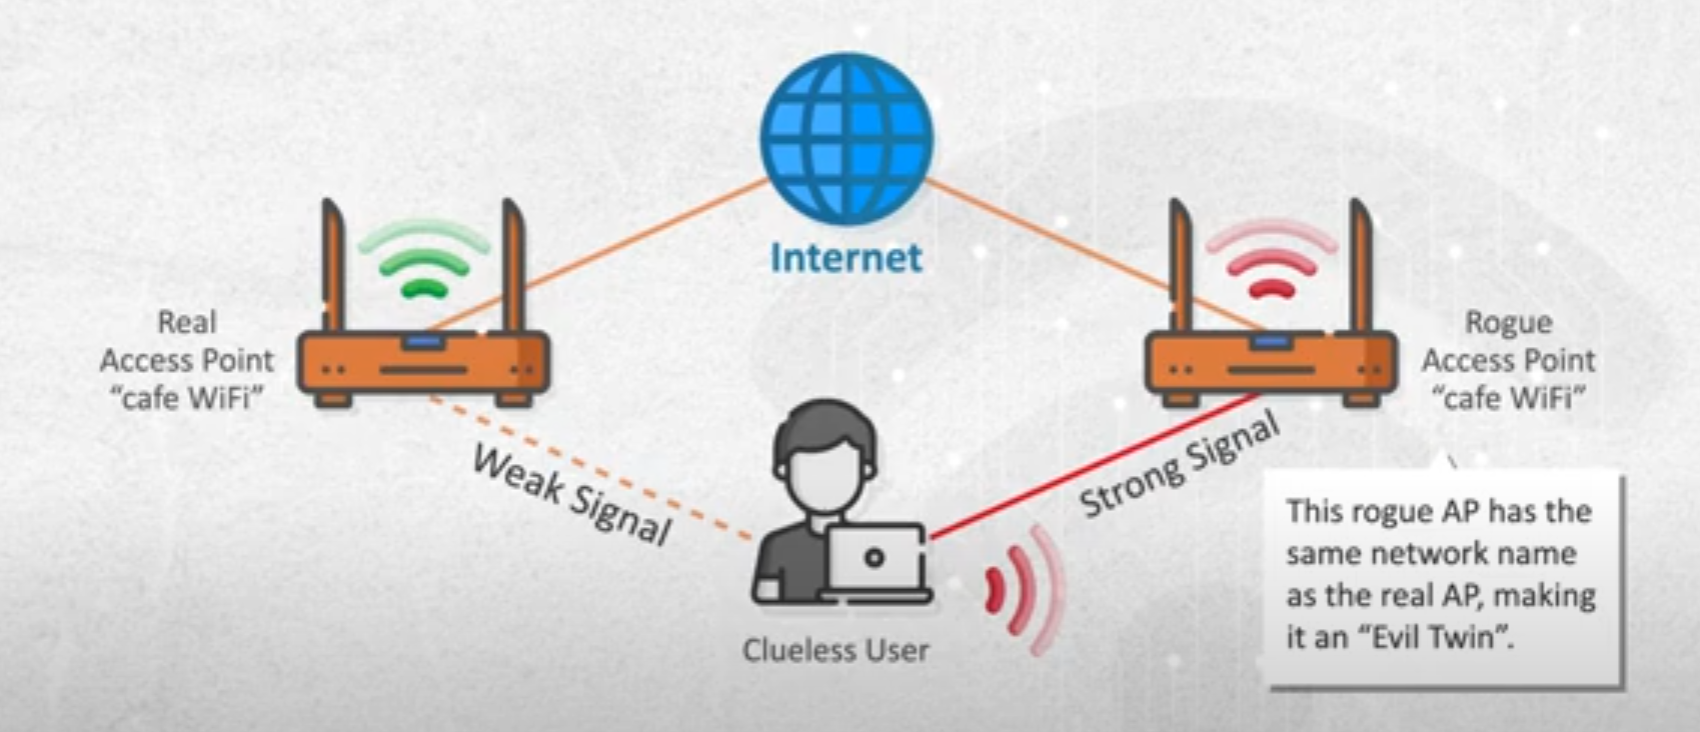 Internet
Real
Access Point
“cafe WiFi”
Rogue
Access Point
“cafe WiFi”
Weak Signal
Strong Signal
This rogue AP has the
same network name
as the real AP, making
it an “Evil Twin”.
Clueless User